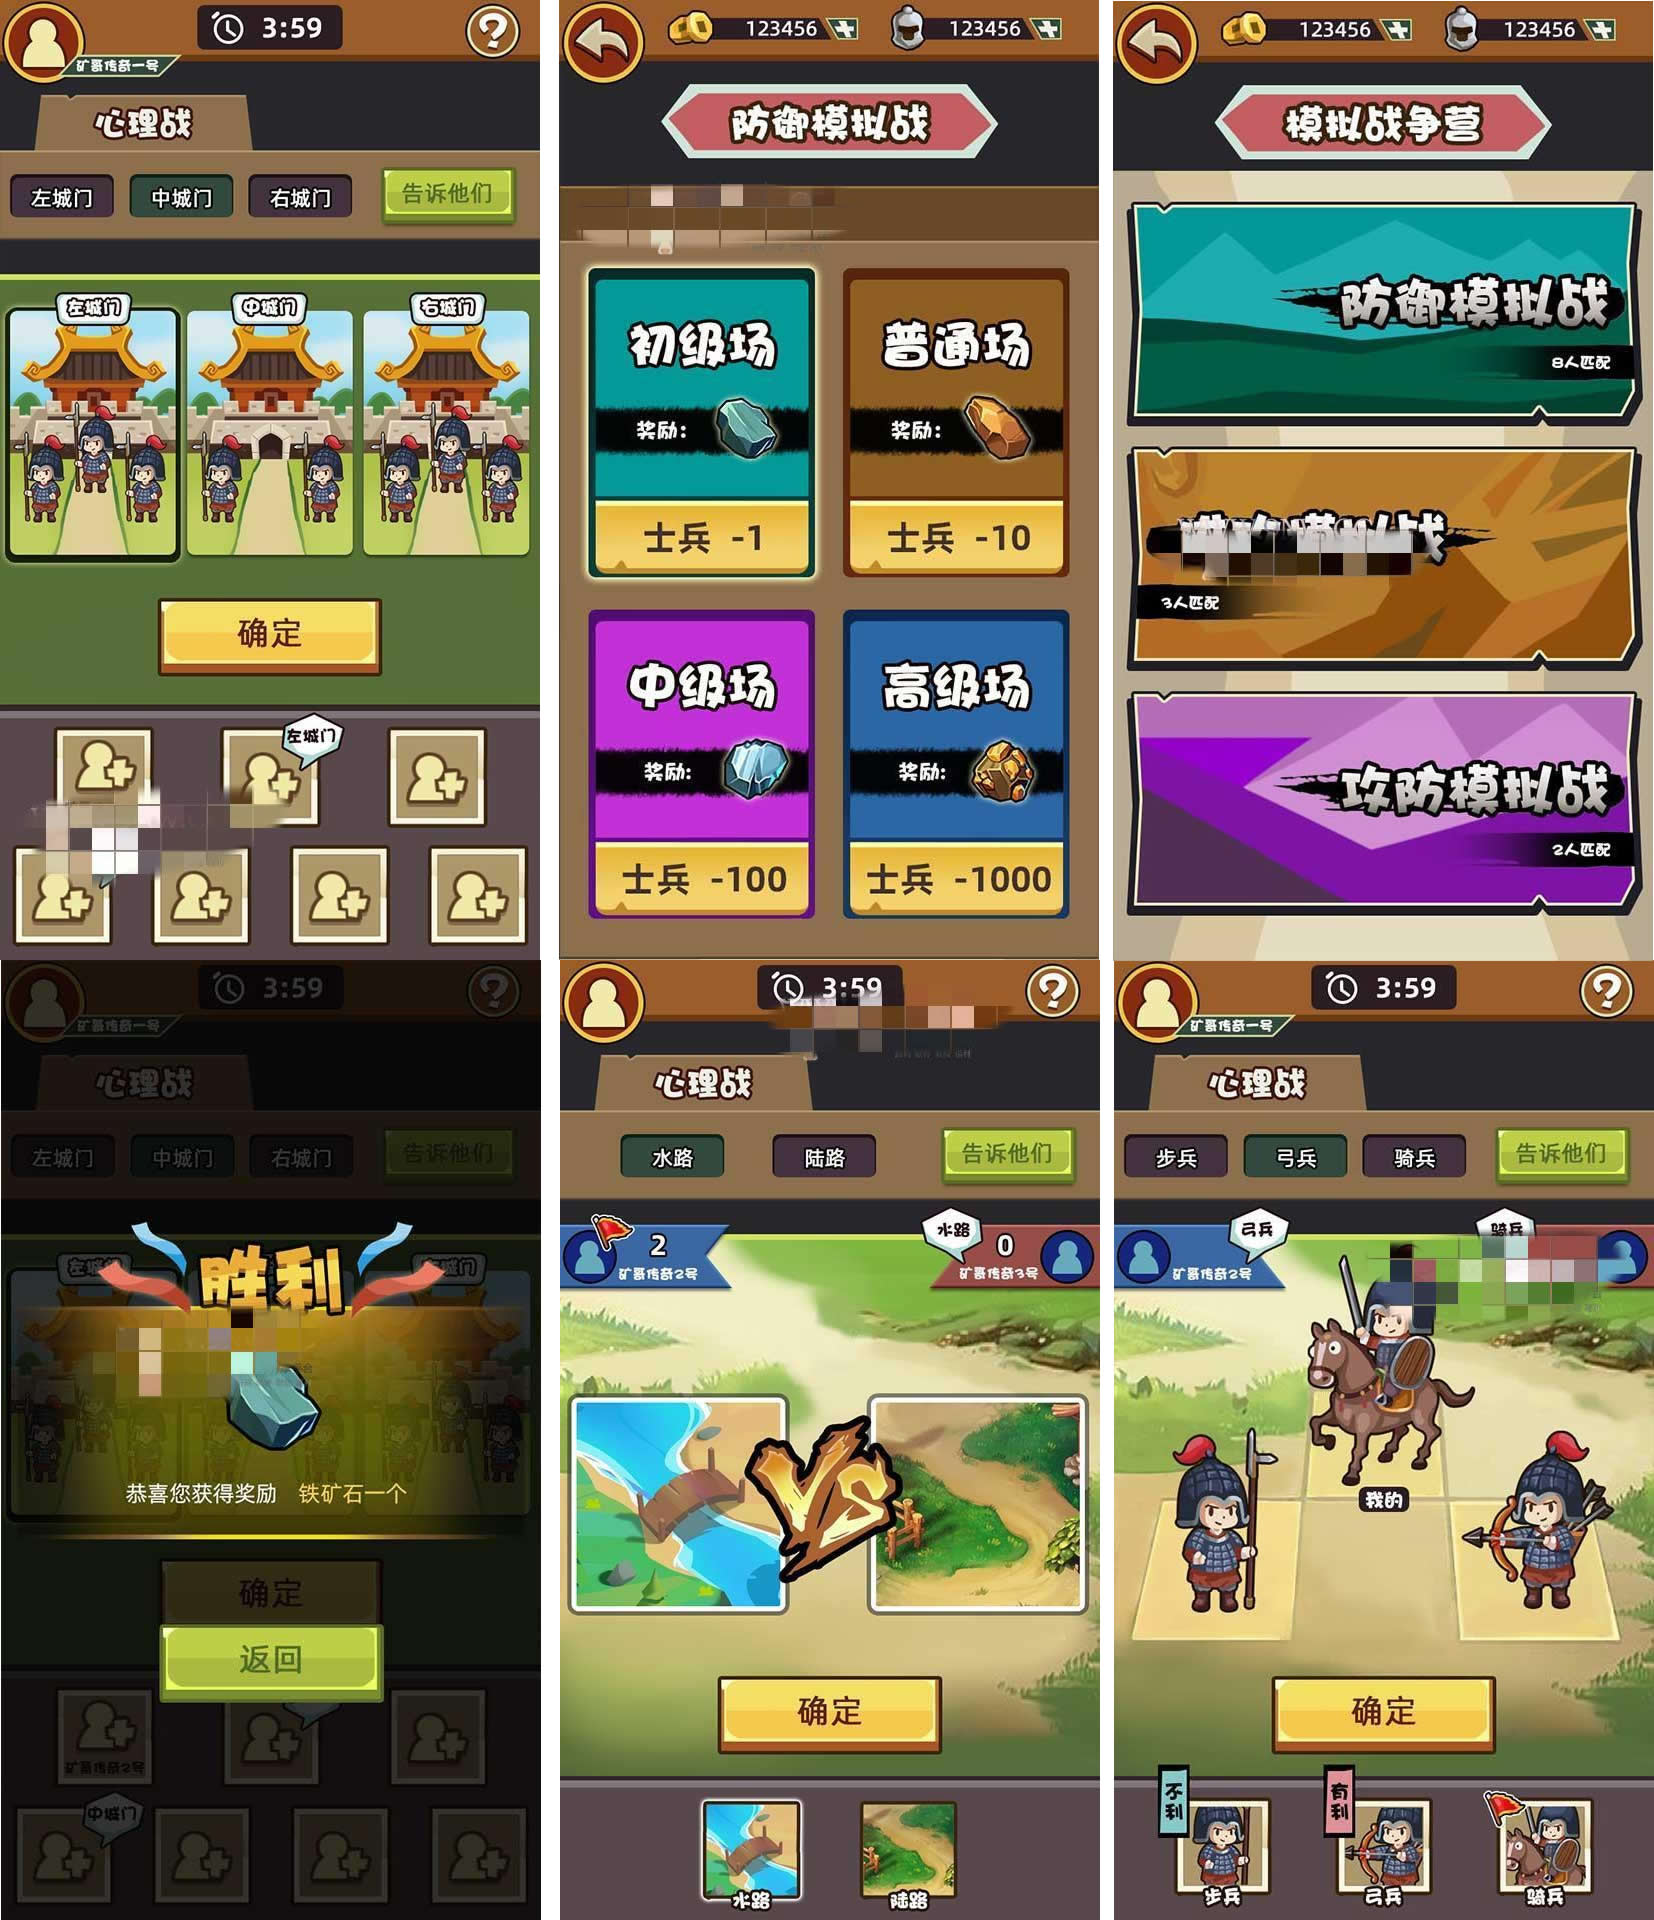 3:59
?
矿哥传奇一号
心理战
左城门
中城门
右城门
告诉他们
左城门
中城门
右城门
确定
左城门
123456
123456
防御模拟战
初级场
奖励:
士兵 -1
普通场
奖励:
士兵 -10
中级场
奖励:
士兵 -100
高级场
奖励:
士兵 -1000
123456
123456
模拟战争营
防御模拟战
8人匹配
模拟战
3人匹配
攻防模拟战
2人匹配
3:59
?
矿哥传奇一号
心理战
左城门
中城门
右城门
告诉他们
胜利
恭喜您获得奖励 铁矿石一个
确定
返回
矿哥传奇2号
中城门
3:59
?
心理战
水路
陆路
告诉他们
2
矿哥传奇2号
水路
0
矿哥传奇3号
VS
确定
水路
陆路
3:59
?
矿哥传奇一号
心理战
步兵
弓兵
骑兵
告诉他们
矿哥传奇2号
弓兵
骑兵
我的
确定
不利
有利
步兵
弓兵
骑兵